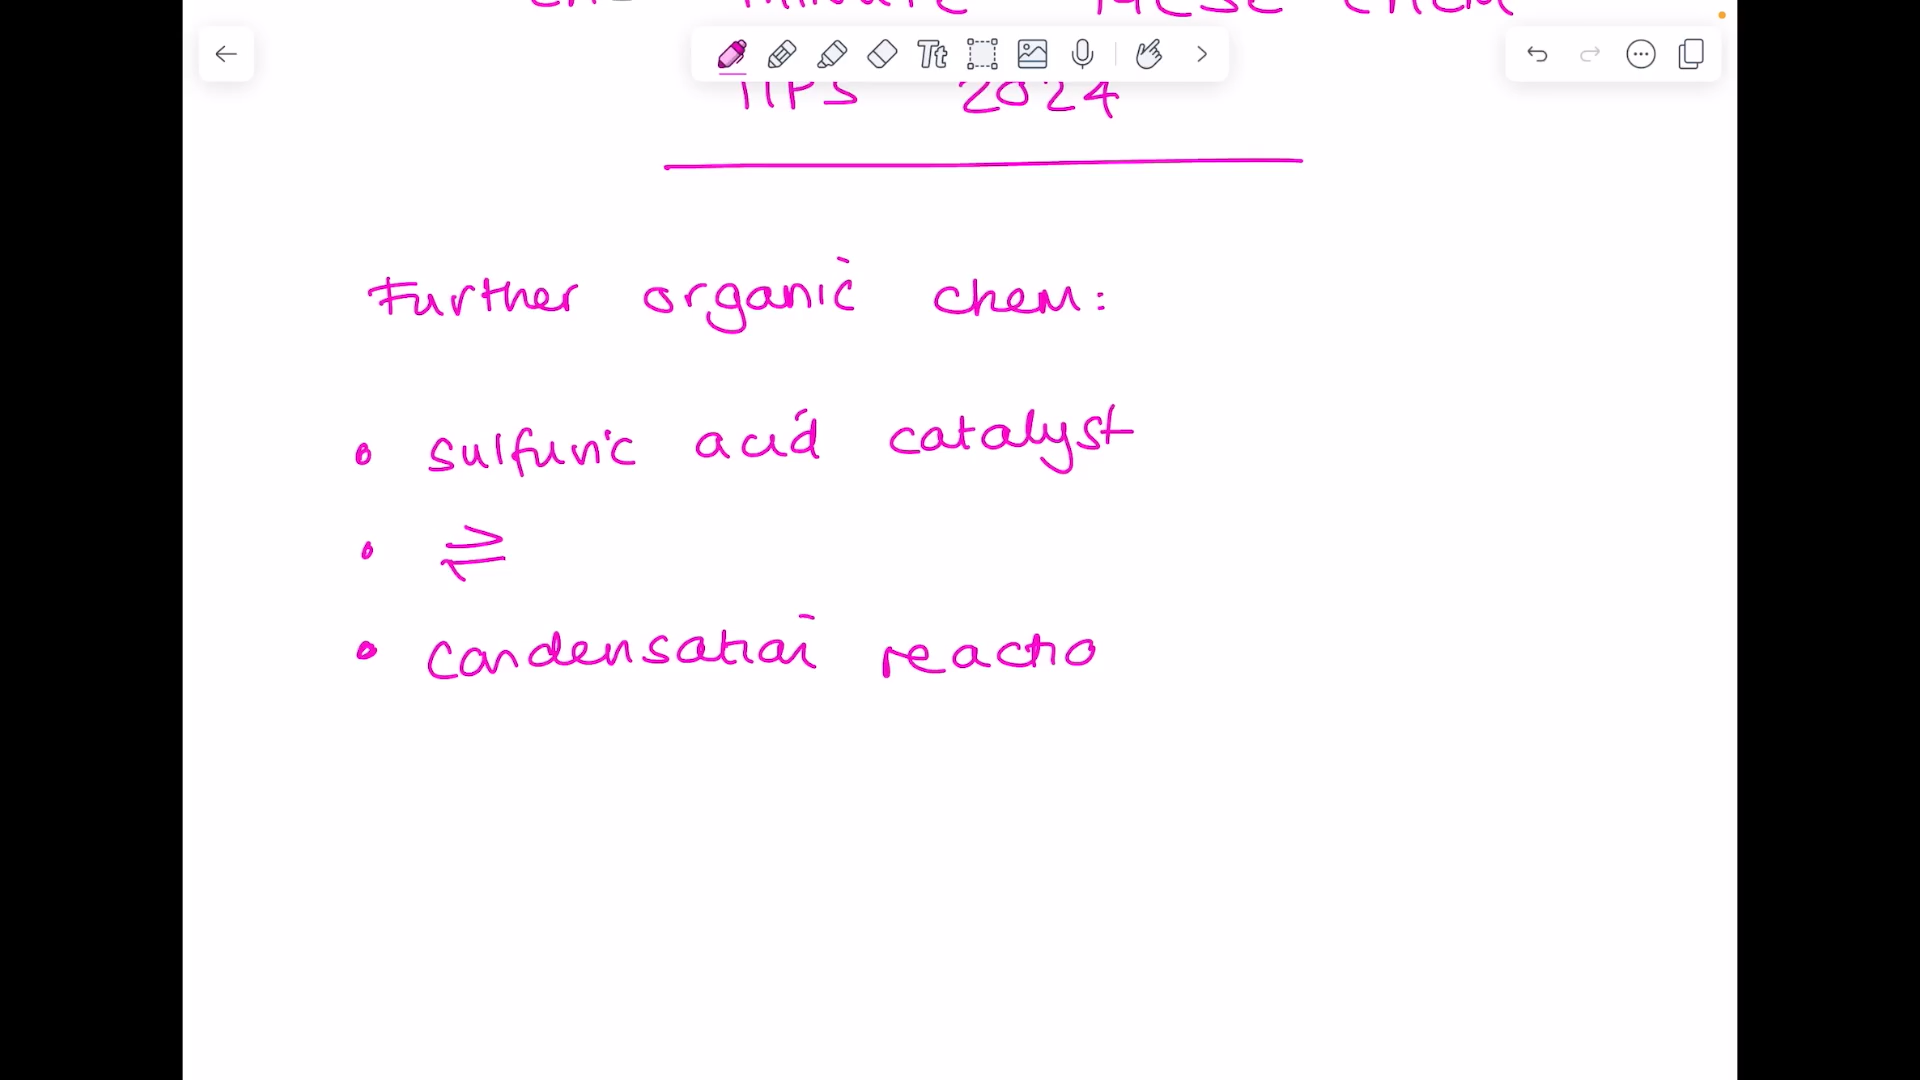 TIPS 2024
Further organic chem:
• sulfuric acid catalyst
• ⇌
• condensation reactio